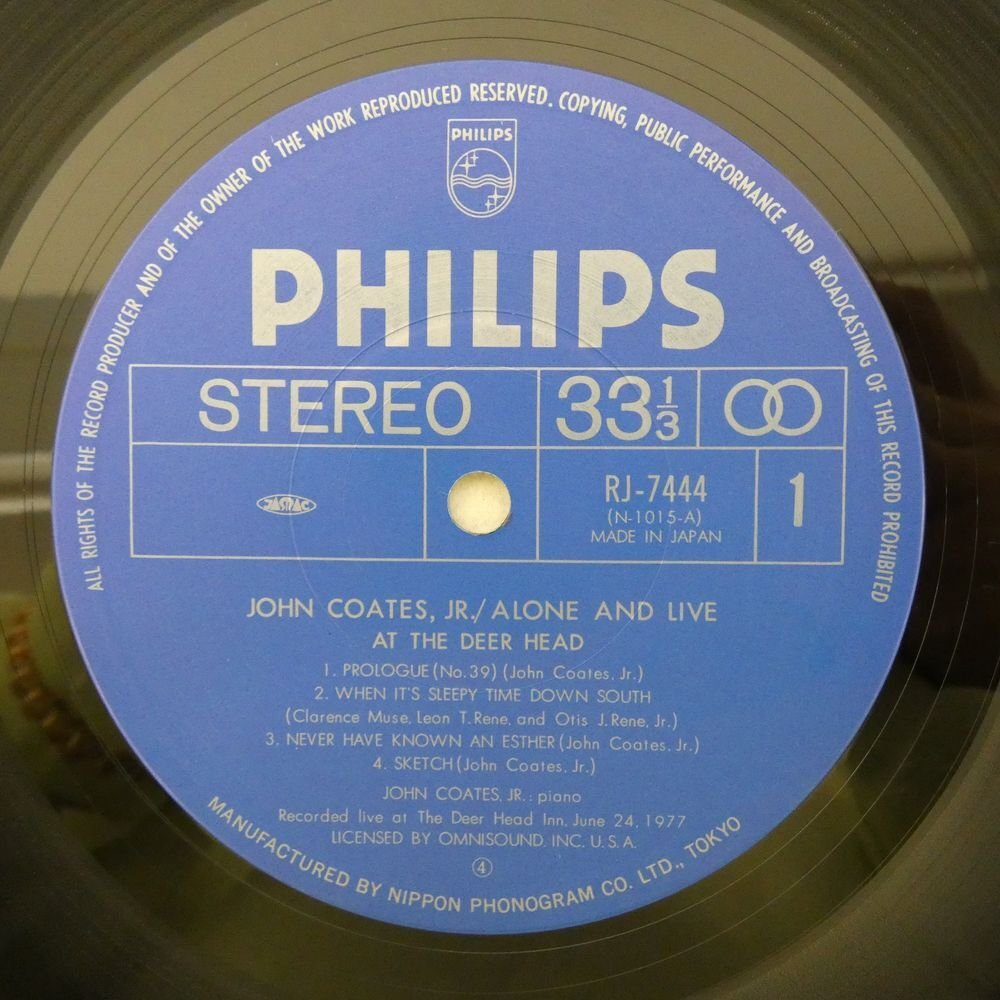 ALL RIGHTS OF THE RECORD PRODUCER AND OF THE OWNER OF THE WORK REPRODUCED RESERVED. COPYING, PUBLIC PERFORMANCE AND BROADCASTING OF THIS RECORD PROHIBITED
PHILIPS
PHILIPS
STEREO 33 1/3
JASRAC RJ-7444 1
(N-1015-A)
MADE IN JAPAN
JOHN COATES, JR./ALONE AND LIVE
AT THE DEER HEAD
1. PROLOGUE (No.39) (John Coates, Jr.)
2. WHEN IT'S SLEEPY TIME DOWN SOUTH
(Clarence Muse, Leon T. Rene, and Otis J. Rene, Jr.)
3. NEVER HAVE KNOWN AN ESTHER (John Coates, Jr.)
4. SKETCH (John Coates, Jr.)
JOHN COATES, JR.: piano
Recorded live at The Deer Head Inn, June 24, 1977
LICENSED BY OMNISOUND, INC. U.S.A.
④
MANUFACTURED BY NIPPON PHONOGRAM CO. LTD., TOKYO